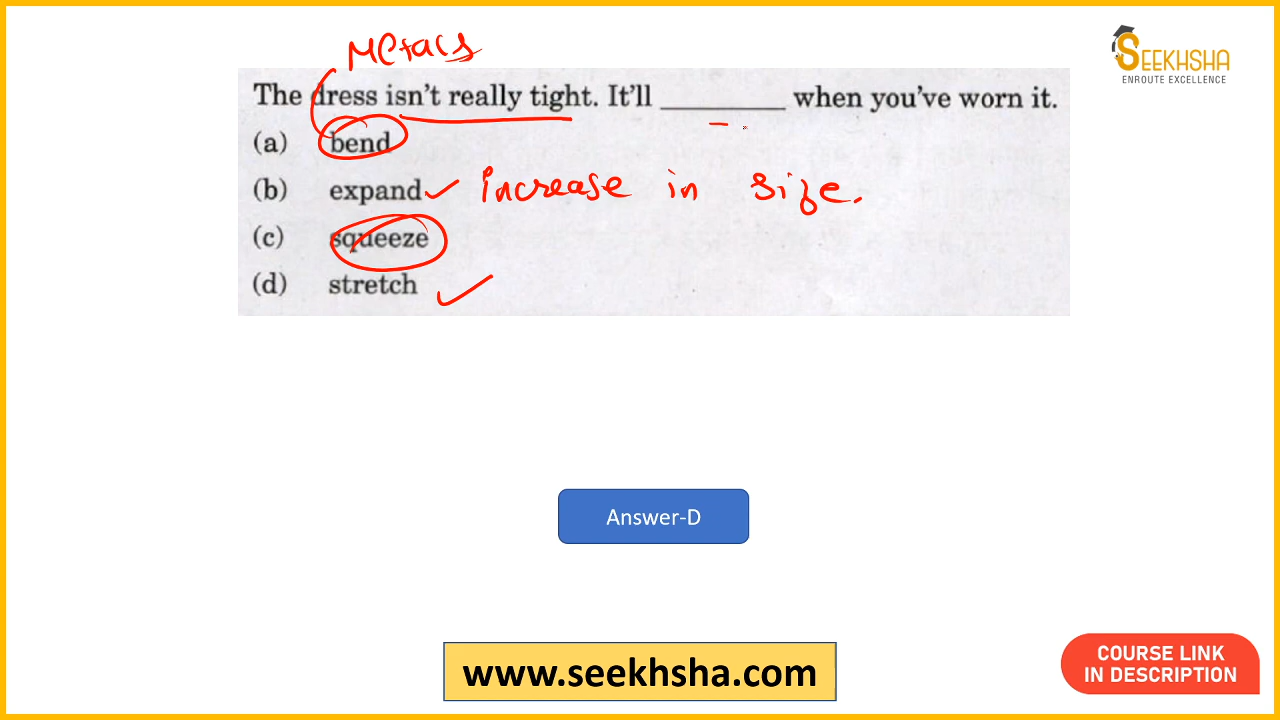 Metals
SEEKHSHA
ENROUTE EXCELLENCE
The dress isn't really tight. It'll __________ when you've worn it.
(a) bend
(b) expand ✓ Increase in size.
(c) squeeze
(d) stretch ✓
Answer-D
www.seekhsha.com
COURSE LINK
IN DESCRIPTION